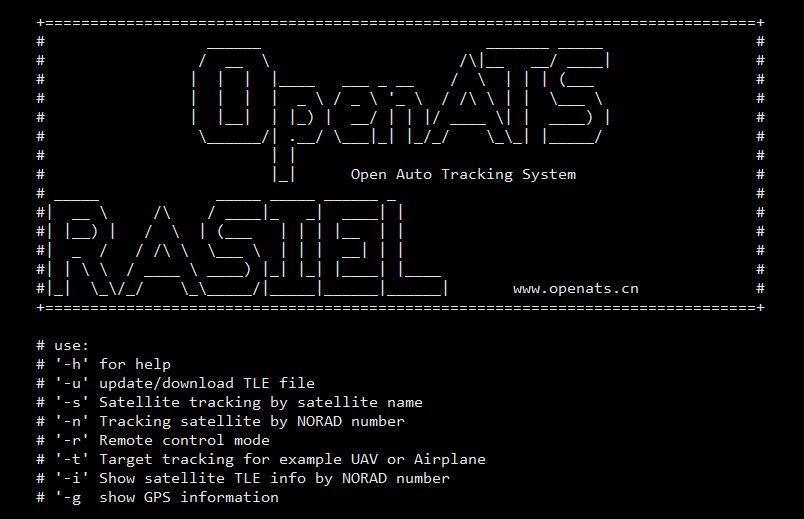 OpenATS
Open Auto Tracking System
RASIEL
www.openats.cn
# use:
# '-h' for help
# '-u' update/download TLE file
# '-s' Satellite tracking by satellite name
# '-n' Tracking satellite by NORAD number
# '-r' Remote control mode
# '-t' Target tracking for example UAV or Airplane
# '-i' Show satellite TLE info by NORAD number
# '-g  show GPS information